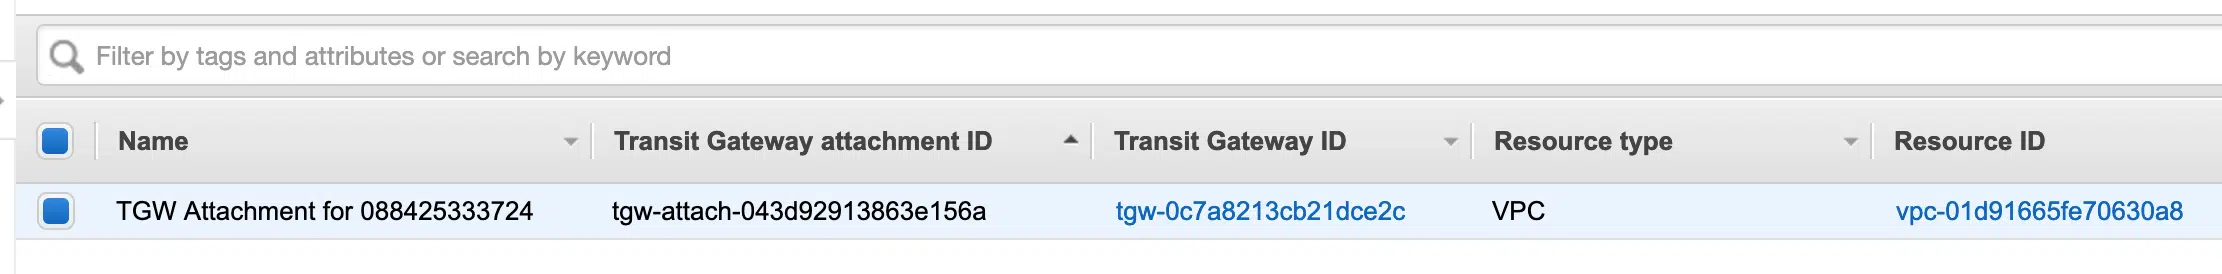 Filter by tags and attributes or search by keyword
Name Transit Gateway attachment ID Transit Gateway ID Resource type Resource ID
TGW Attachment for 088425333724 tgw-attach-043d92913863e156a tgw-0c7a8213cb21dce2c VPC vpc-01d91665fe70630a8